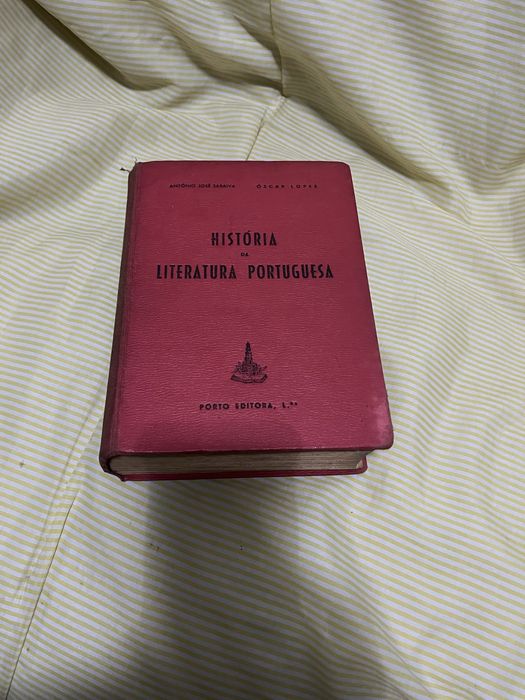 ANTÓNIO JOSÉ SARAIVA ÓSCAR LOPES
HISTÓRIA
DA
LITERATURA PORTUGUESA
PORTO EDITORA, L.DA